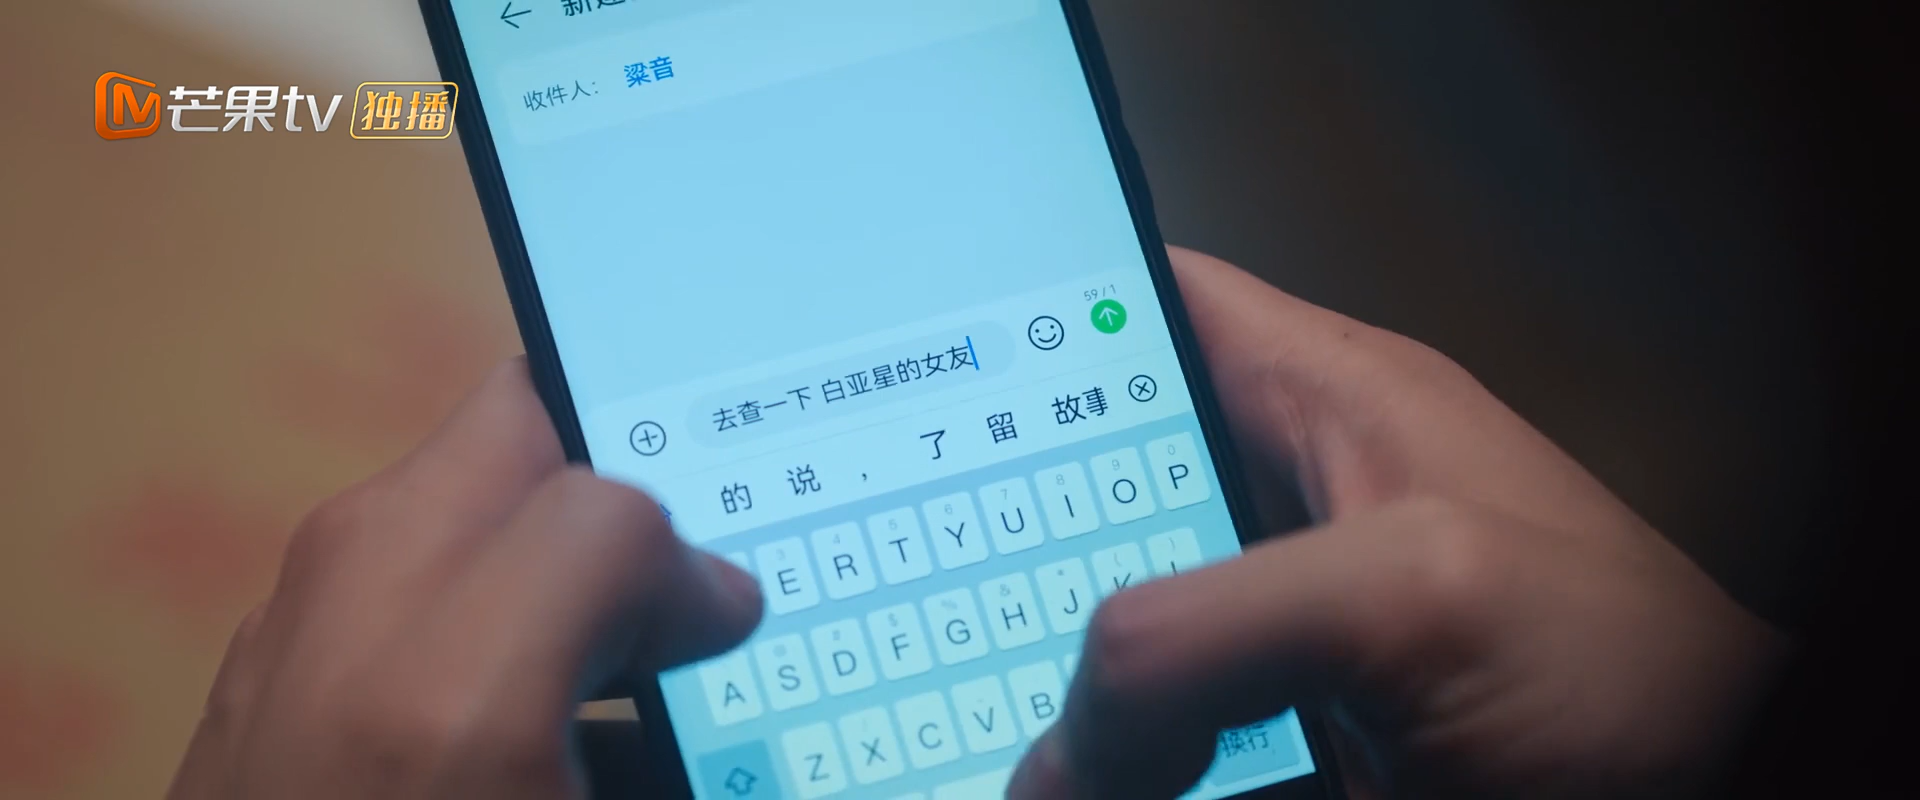 芒果tv 独播
新建
收件人： 梁音
59/1
去查一下 白亚星的女友
的 说 ， 了 留 故事
3 4 5 6 7 8 9 0
E R T Y U I O P
A S D F G H J K L
Z X C V B
换行